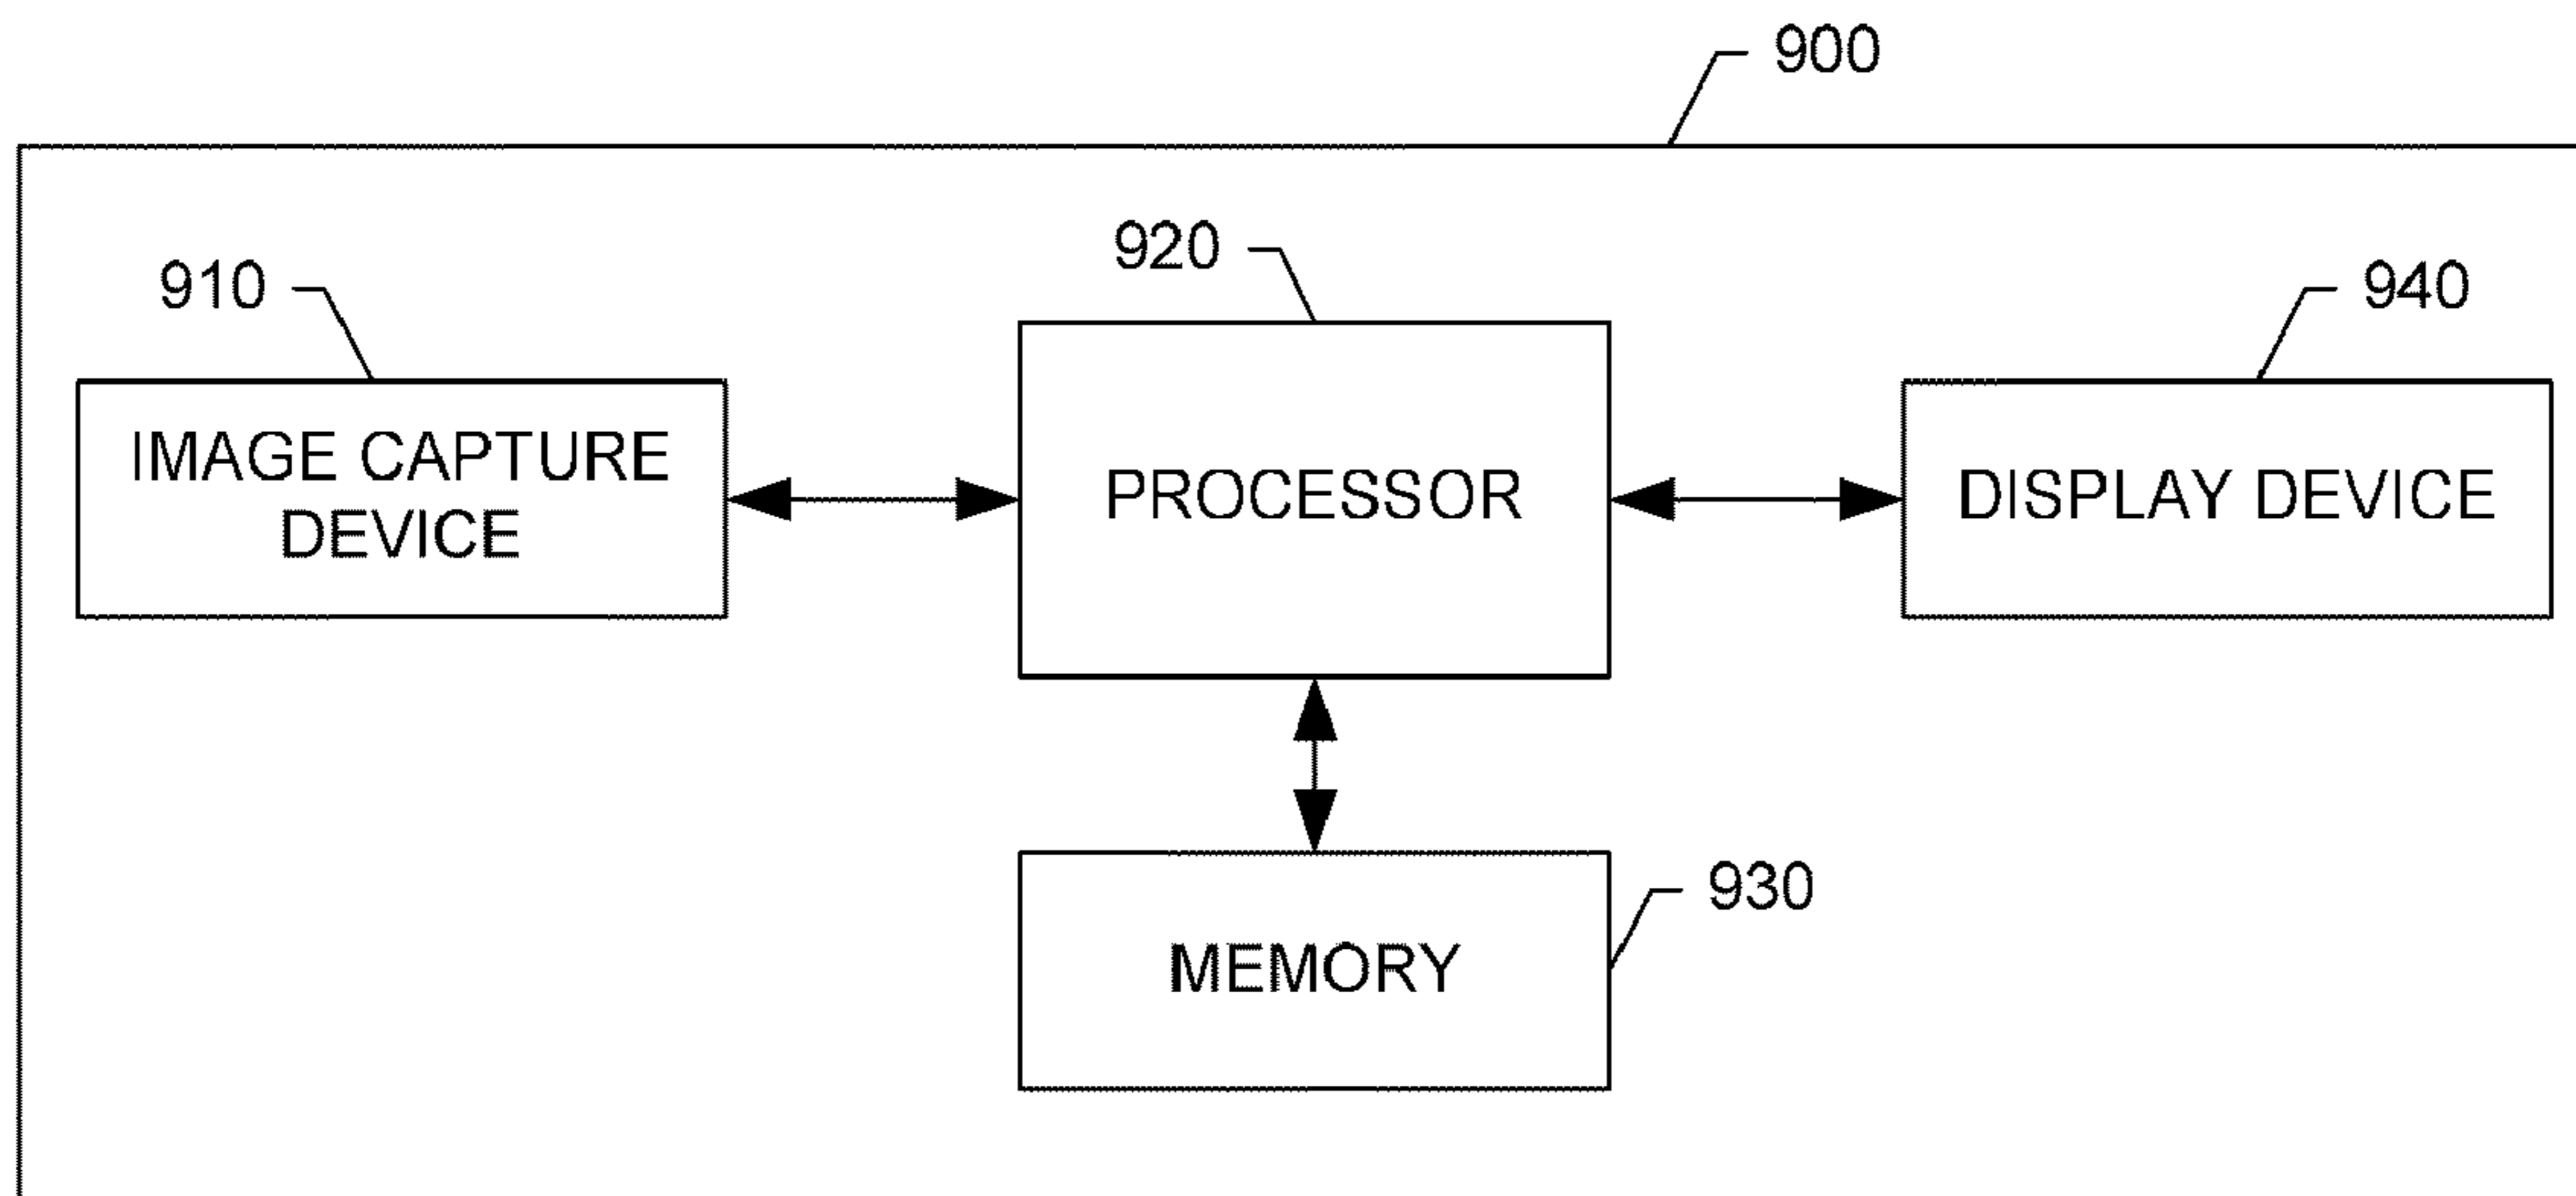 900
920
910
940
IMAGE CAPTURE
DEVICE
PROCESSOR
DISPLAY DEVICE
930
MEMORY